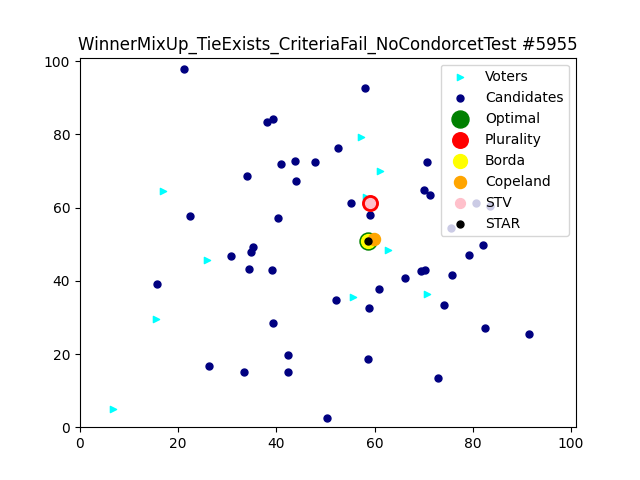 WinnerMixUp_TieExists_CriteriaFail_NoCondorcetTest #5955
100
80
60
40
20
0
0 20 40 60 80 100
Voters
Candidates
Optimal
Plurality
Borda
Copeland
STV
STAR